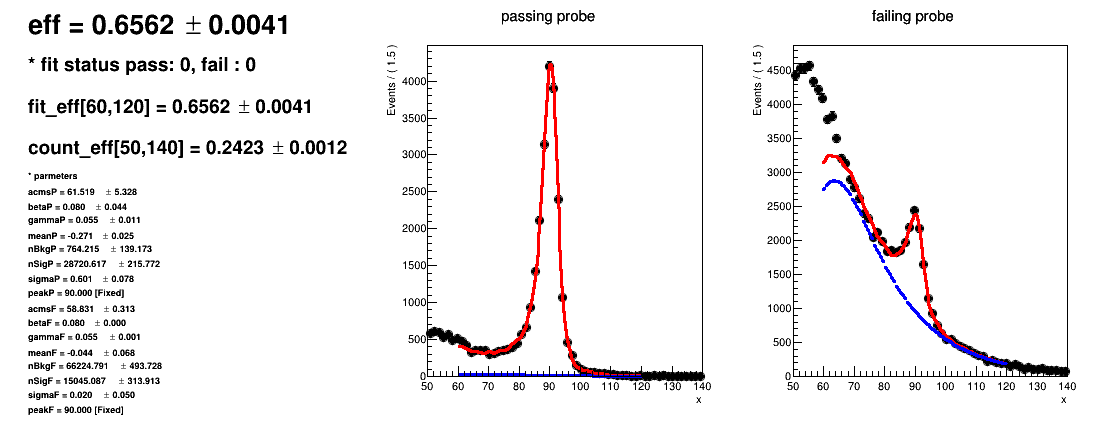 eff = 0.6562 ± 0.0041
* fit status pass: 0, fail : 0
fit_eff[60,120] = 0.6562 ± 0.0041
count_eff[50,140] = 0.2423 ± 0.0012
* parmeters
acmsP = 61.519 ± 5.328
betaP = 0.080 ± 0.044
gammaP = 0.055 ± 0.011
meanP = -0.271 ± 0.025
nBkgP = 764.215 ± 139.173
nSigP = 28720.617 ± 215.772
sigmaP = 0.601 ± 0.078
peakP = 90.000 [Fixed]
acmsF = 58.831 ± 0.313
betaF = 0.080 ± 0.000
gammaF = 0.055 ± 0.001
meanF = -0.044 ± 0.068
nBkgF = 66224.791 ± 493.728
nSigF = 15045.087 ± 313.913
sigmaF = 0.020 ± 0.050
peakF = 90.000 [Fixed]
passing probe
Events / ( 1.5 )
4000
3500
3000
2500
2000
1500
1000
500
0
50 60 70 80 90 100 110 120 130 140
x
failing probe
Events / ( 1.5 )
4500
4000
3500
3000
2500
2000
1500
1000
500
0
50 60 70 80 90 100 110 120 130 140
x